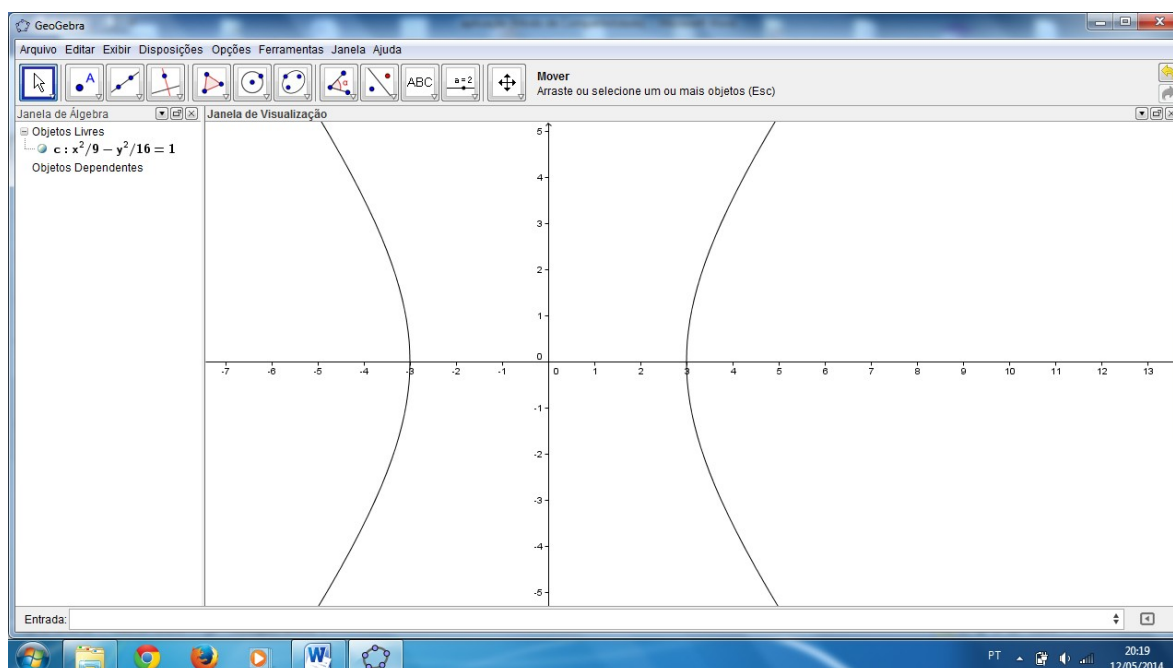 GeoGebra
Arquivo Editar Exibir Disposições Opções Ferramentas Janela Ajuda
A
α
ABC
a = 2
Mover
Arraste ou selecione um ou mais objetos (Esc)
Janela de Álgebra
Janela de Visualização
Objetos Livres
c : x²/9 − y²/16 = 1
Objetos Dependentes
5
4
3
2
1
0
-7 -6 -5 -4 -3 -2 -1 0 1 2 3 4 5 6 7 8 9 10 11 12 13
-1
-2
-3
-4
-5
Entrada:
W
PT
20:19
12/05/2014